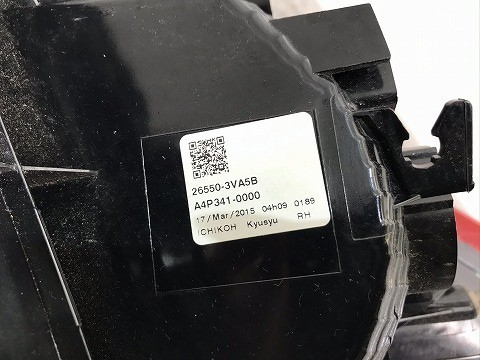 26550-3VA5B
A4P341-0000
17/Mar/2015 04h09 0189
ICHIKOH Kyusyu RH